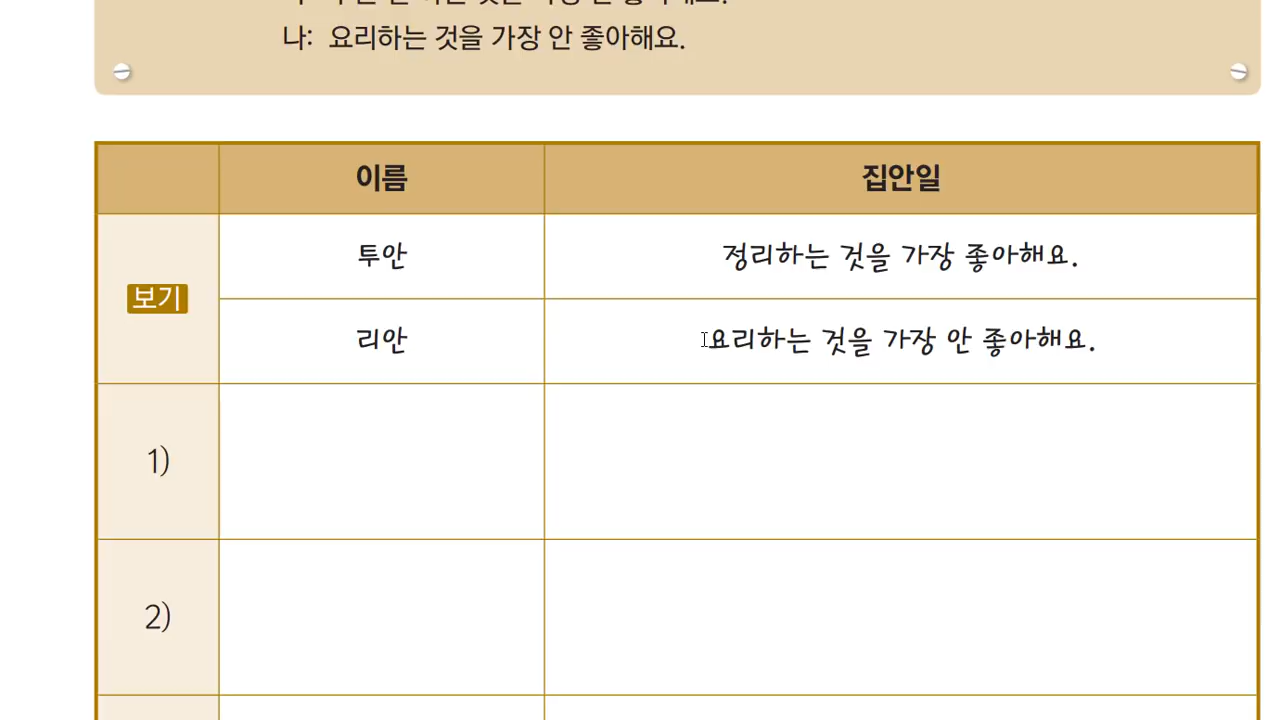 나: 요리하는 것을 가장 안 좋아해요.
이름 집안일
투안 정리하는 것을 가장 좋아해요.
보기
리안 요리하는 것을 가장 안 좋아해요.
1)
2)